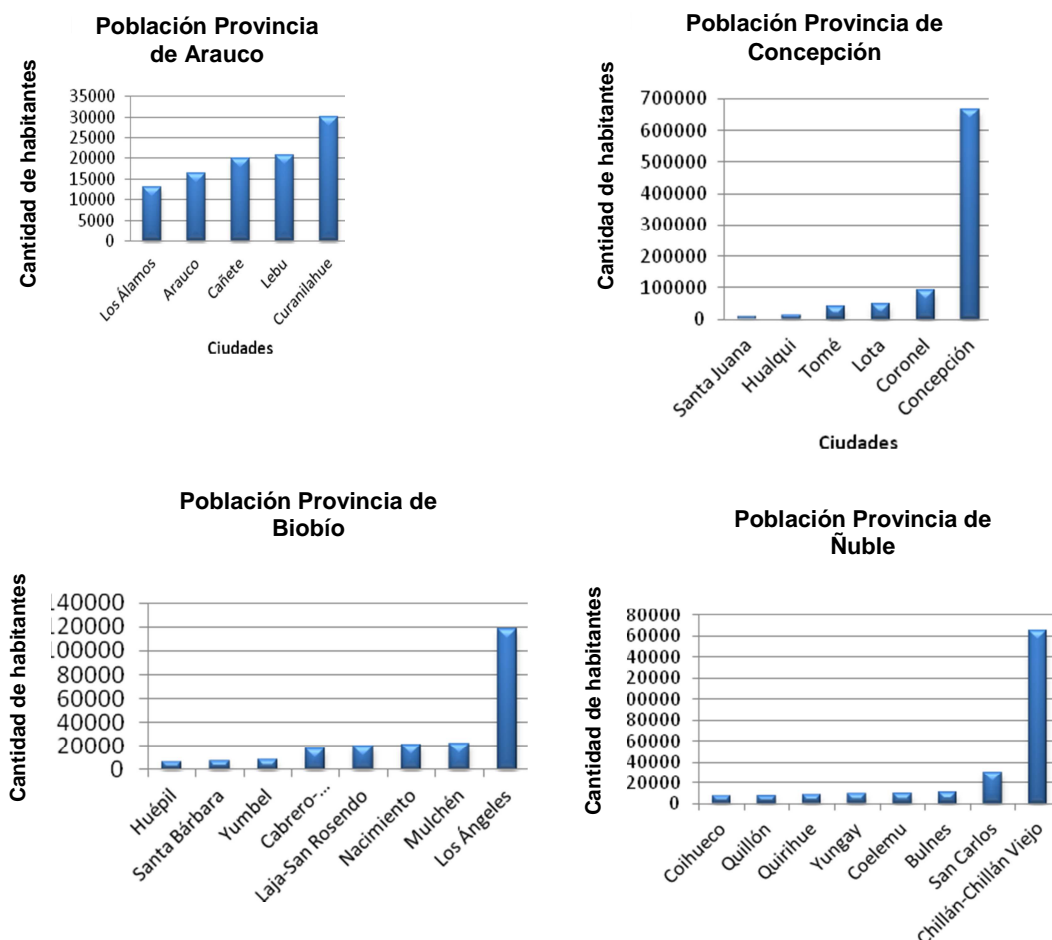 Población Provincia
de Arauco
Cantidad de habitantes
35000
30000
25000
20000
15000
10000
5000
0
Los Álamos
Arauco
Cañete
Lebu
Curanilahue
Ciudades
Población Provincia de
Concepción
Cantidad de habitantes
700000
600000
500000
400000
300000
200000
100000
0
Santa Juana
Hualqui
Tomé
Lota
Coronel
Concepción
Ciudades
Población Provincia de
Biobío
Cantidad de habitantes
140000
120000
100000
80000
60000
40000
20000
0
Huépil
Santa Bárbara
Yumbel
Cabrero-...
Laja-San Rosendo
Nacimiento
Mulchén
Los Ángeles
Población Provincia de
Ñuble
Cantidad de habitantes
80000
60000
40000
20000
00000
80000
60000
40000
20000
0
Coihueco
Quillón
Quirihue
Yungay
Coelemu
Bulnes
San Carlos
Chillán-Chillán Viejo